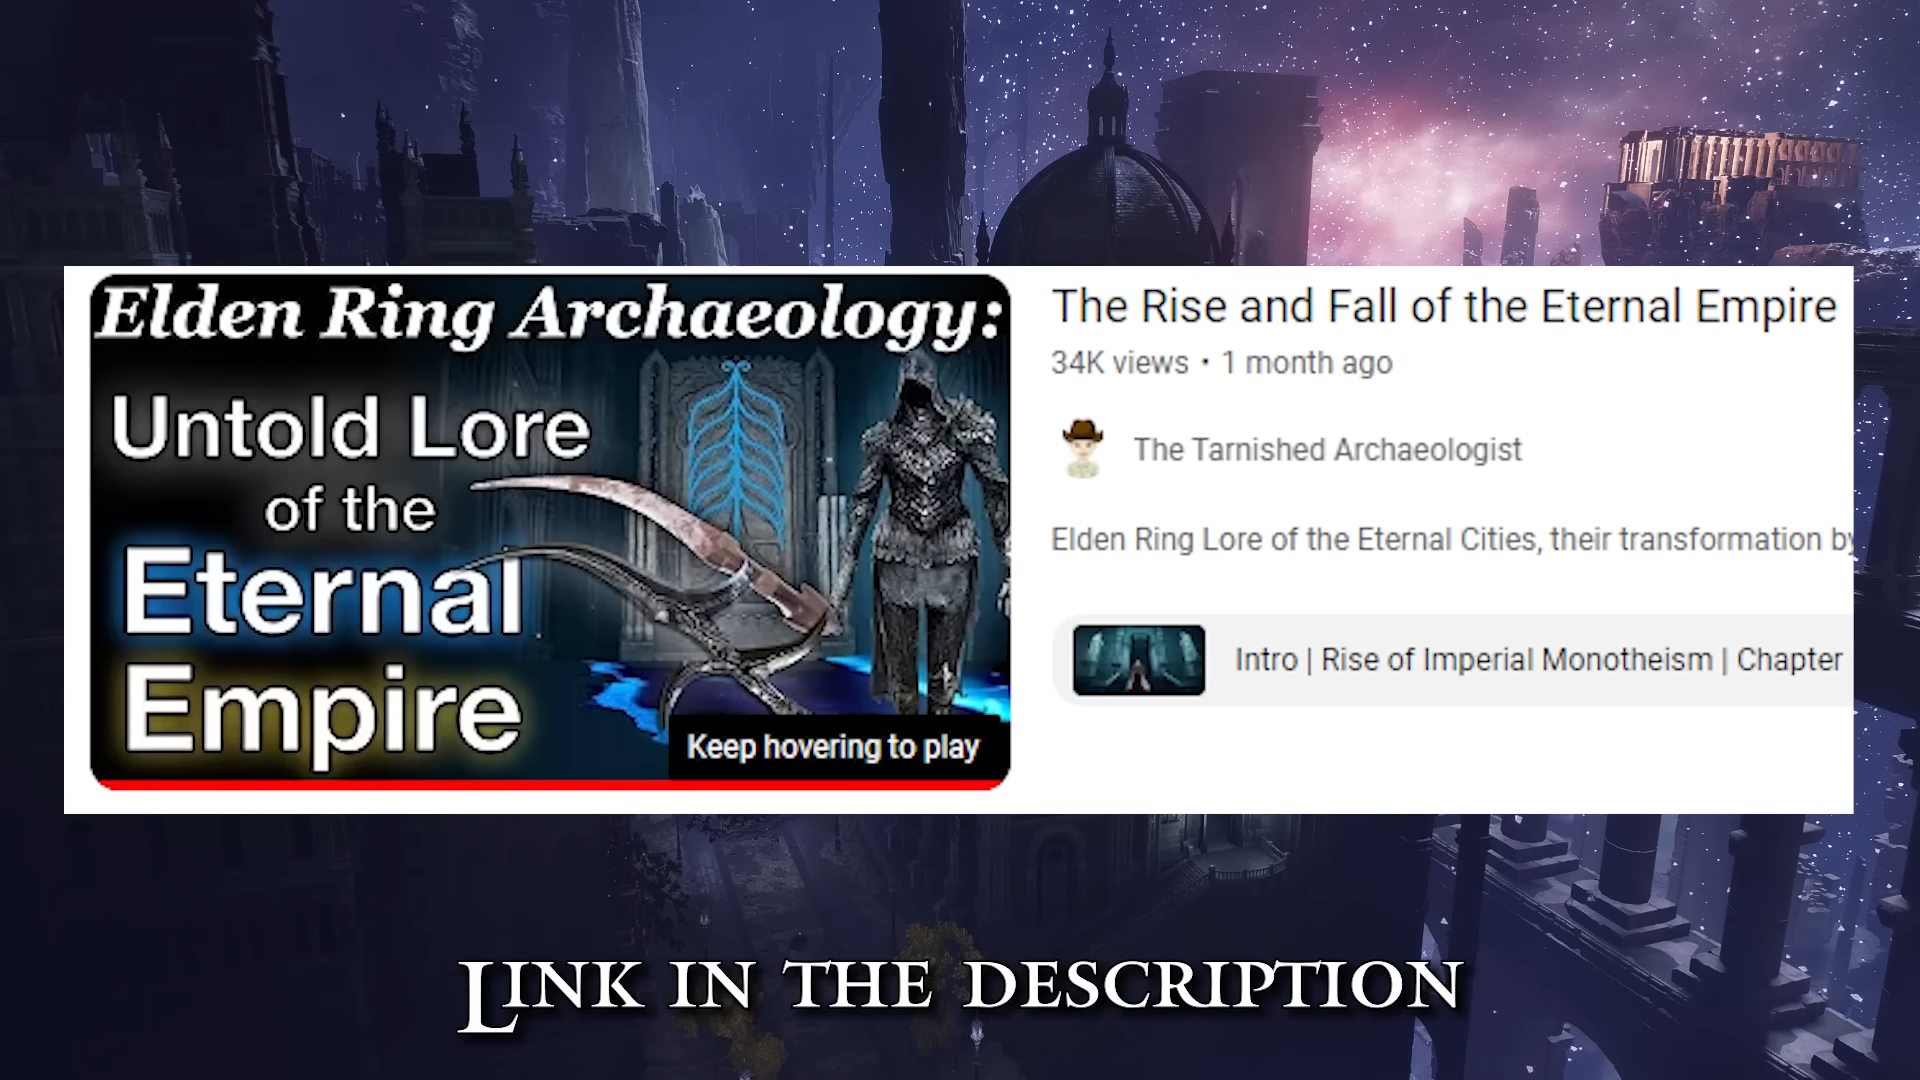 Elden Ring Archaeology:
Untold Lore
of the
Eternal
Empire
Keep hovering to play
The Rise and Fall of the Eternal Empire
34K views • 1 month ago
The Tarnished Archaeologist
Elden Ring Lore of the Eternal Cities, their transformation by
Intro | Rise of Imperial Monotheism | Chapter
Link in the description